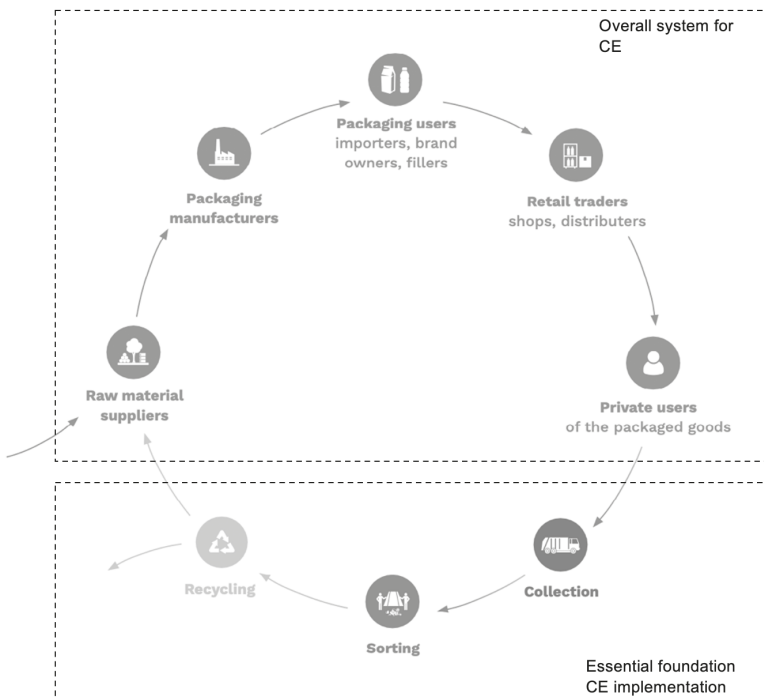 Overall system for
CE
Packaging users
importers, brand
owners, fillers
Packaging
manufacturers
Retail traders
shops, distributers
Raw material
suppliers
Private users
of the packaged goods
Recycling
Collection
Sorting
Essential foundation
CE implementation